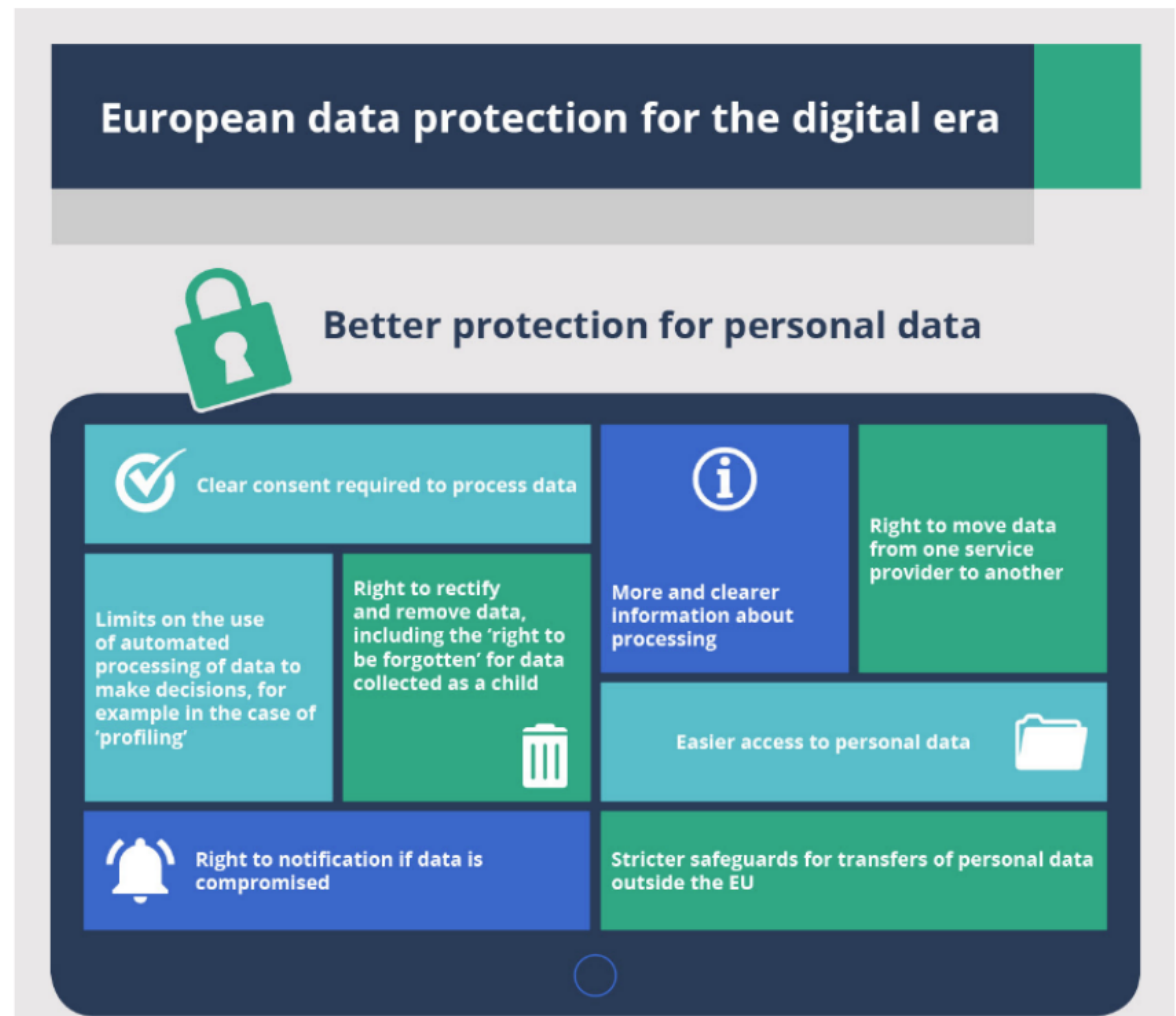 European data protection for the digital era
Better protection for personal data
Clear consent required to process data
Limits on the use
of automated
processing of data to
make decisions, for
example in the case of
‘profiling’
Right to rectify
and remove data,
including the ‘right to
be forgotten’ for data
collected as a child
More and clearer
information about
processing
Right to move data
from one service
provider to another
Easier access to personal data
Right to notification if data is
compromised
Stricter safeguards for transfers of personal data
outside the EU